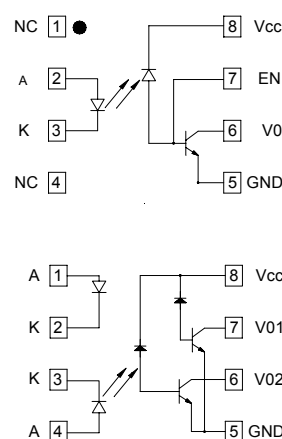 NC 1 8 Vcc
A 2 7 EN
K 3 6 V0
NC 4 5 GND
A 1 8 Vcc
K 2 7 V01
K 3 6 V02
A 4 5 GND